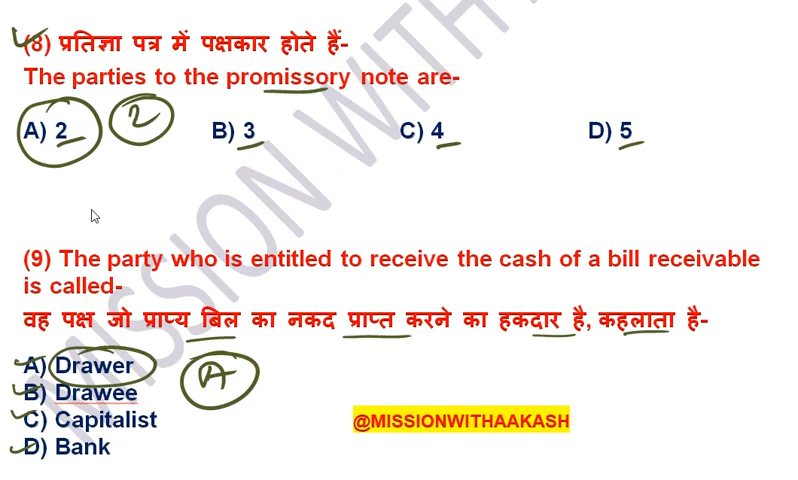 MISSION WITH
(8) प्रतिज्ञा पत्र में पक्षकार होते हैं-
The parties to the promissory note are-
A) 2 2 B) 3 C) 4 D) 5
(9) The party who is entitled to receive the cash of a bill receivable
is called-
वह पक्ष जो प्राप्य बिल का नकद प्राप्त करने का हकदार है, कहलाता है-
A) Drawer A
B) Drawee
C) Capitalist
D) Bank
@MISSIONWITHAAKASH